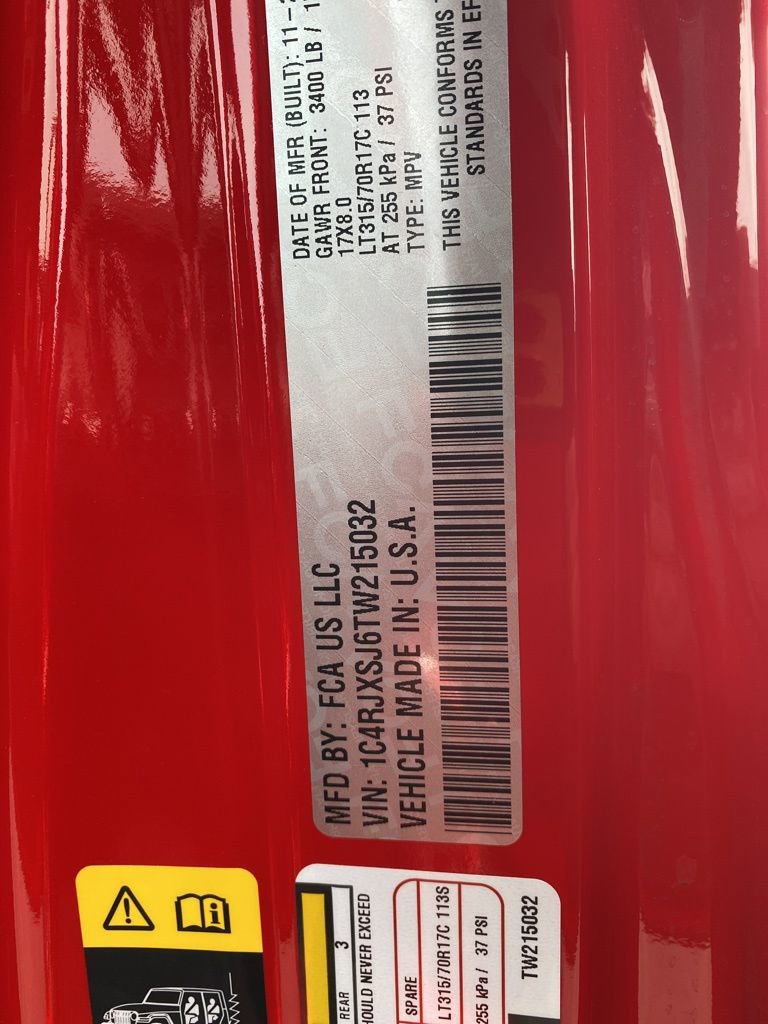 MFD BY: FCA US LLC
VIN: 1C4RJXSJ6TW215032
VEHICLE MADE IN: U.S.A.
DATE OF MFR (BUILT): 11-
GAWR FRONT: 3400 LB /
17X8.0
LT315/70R17C 113
AT 255 kPa / 37 PSI
TYPE: MPV
THIS VEHICLE CONFORMS
STANDARDS IN EF
REAR 3
HOULD NEVER EXCEED
SPARE
LT315/70R17C 113S
255 kPa / 37 PSI
TW215032